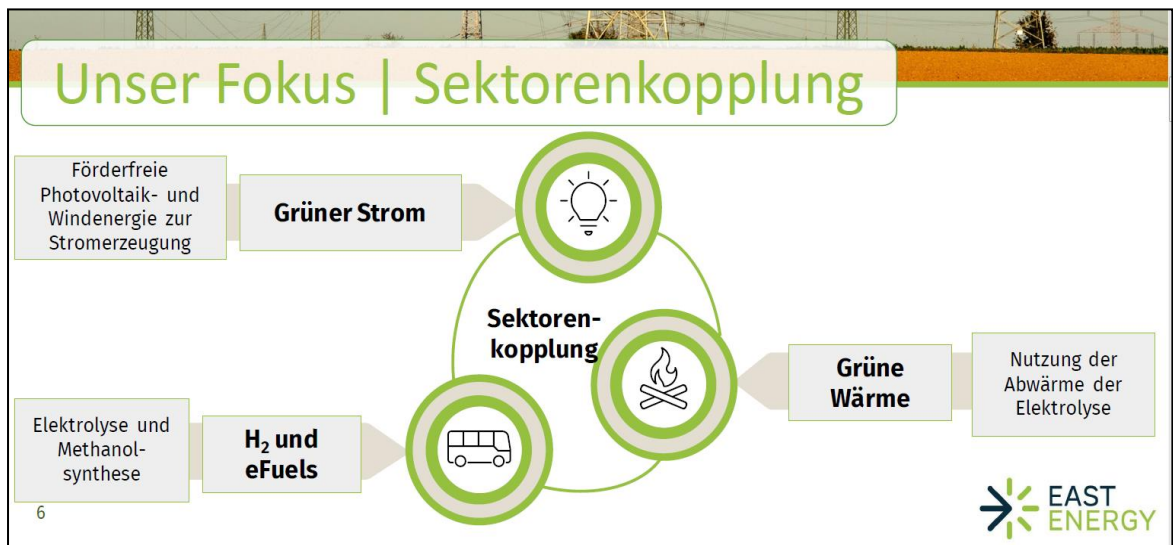 Unser Fokus | Sektorenkopplung
Förderfreie
Photovoltaik- und
Windenergie zur
Stromerzeugung
Grüner Strom
Sektoren-
kopplung
Grüne
Wärme
Nutzung der
Abwärme der
Elektrolyse
Elektrolyse und
Methanol-
synthese
H₂ und
eFuels
6
EAST
ENERGY